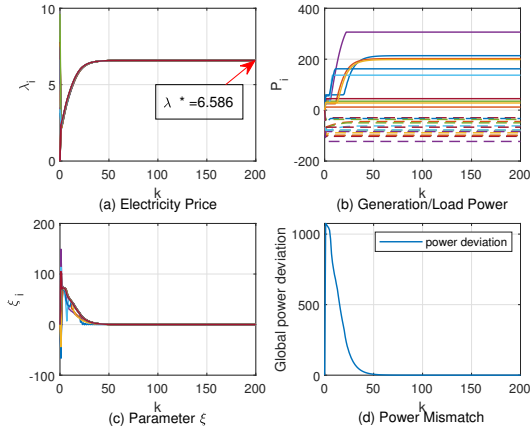 10
5
0
λ i
λ * =6.586
0 50 100 150 200
k
(a) Electricity Price
400
200
0
-200
P i
0 50 100 150 200
k
(b) Generation/Load Power
200
100
0
-100
ξ i
0 50 100 150 200
k
(c) Parameter ξ
1000
500
0
Global power deviation
power deviation
0 50 100 150 200
k
(d) Power Mismatch